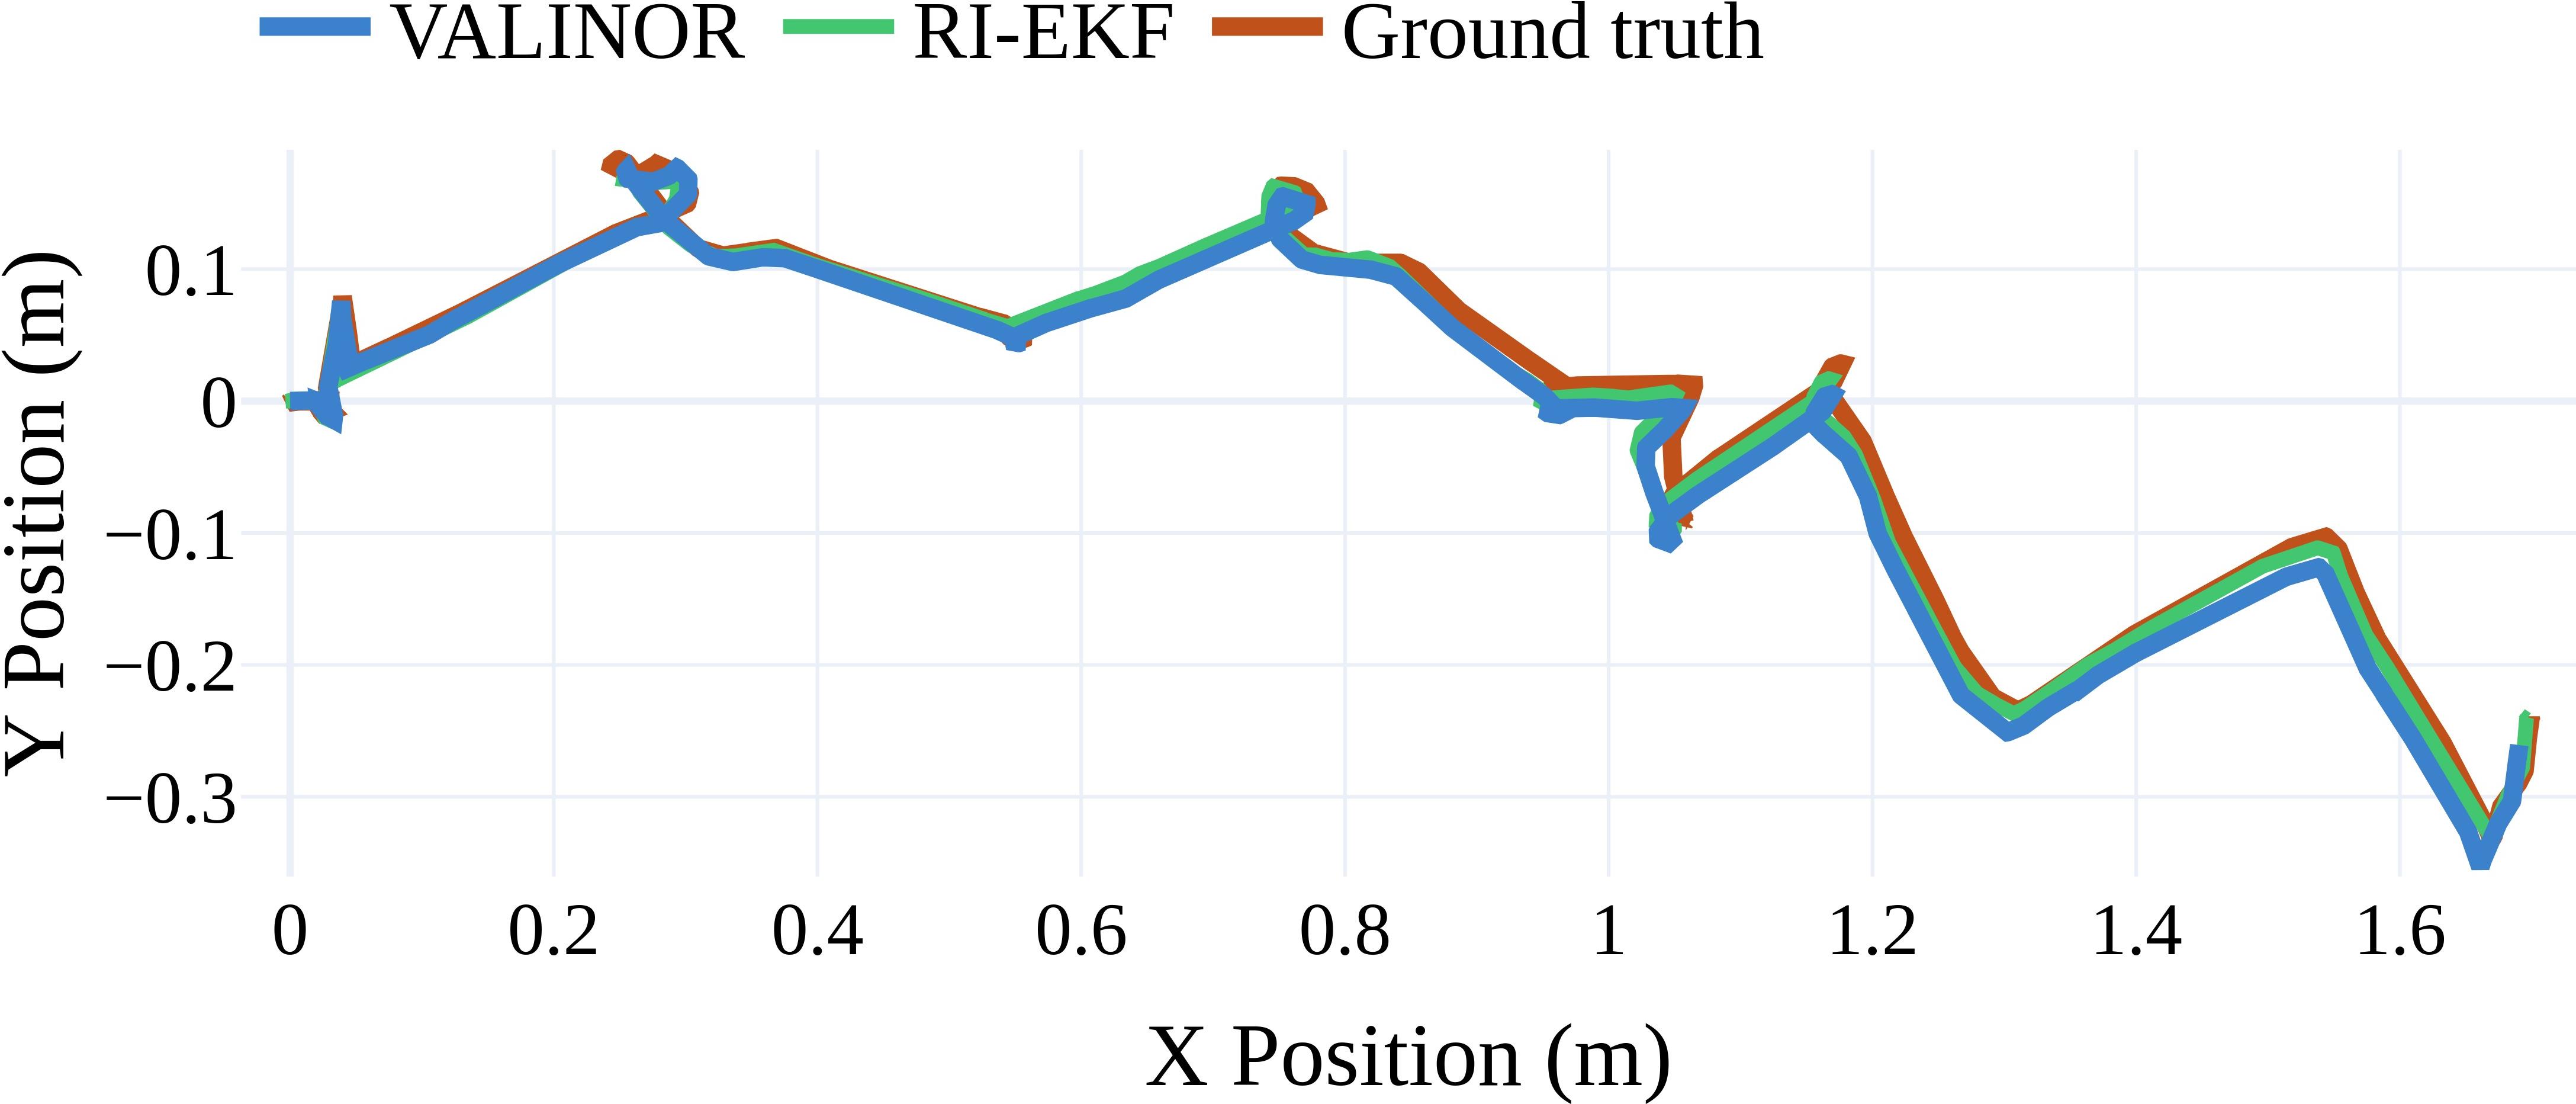 VALINOR RI-EKF Ground truth
Y Position (m)
0.1
0
−0.1
−0.2
−0.3
0 0.2 0.4 0.6 0.8 1 1.2 1.4 1.6
X Position (m)